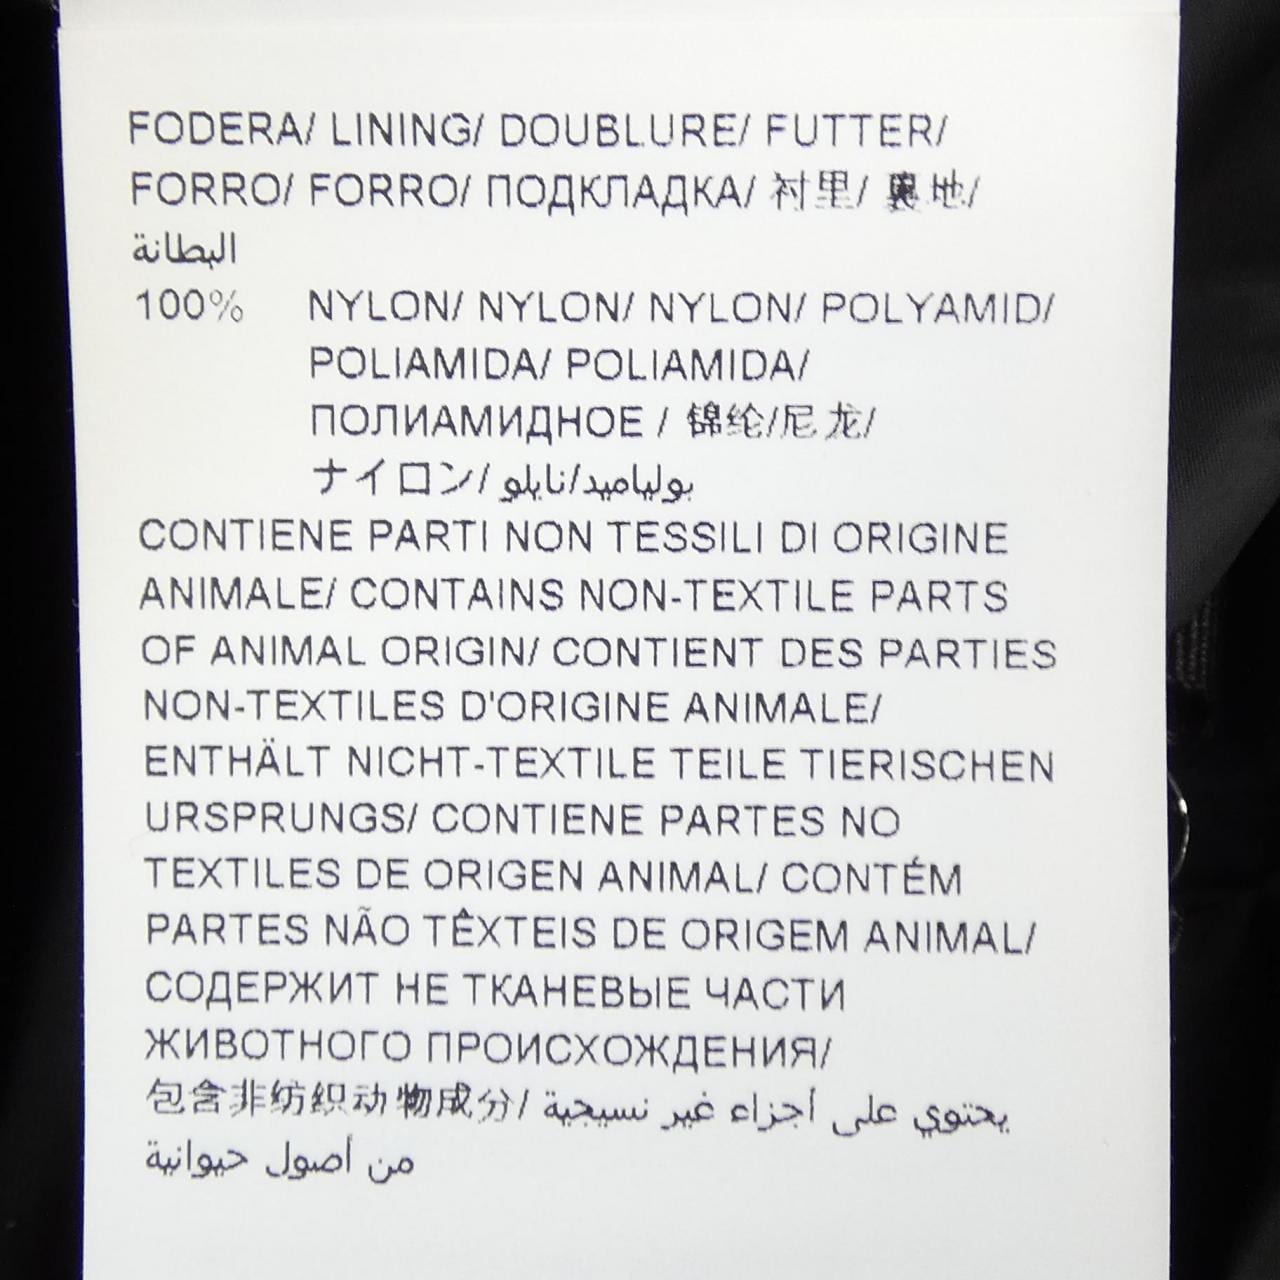 FODERA/ LINING/ DOUBLURE/ FUTTER/
FORRO/ FORRO/ ПОДКЛАДКА/ 衬里/ 裏地/
البطانة
100% NYLON/ NYLON/ NYLON/ POLYAMID/
POLIAMIDA/ POLIAMIDA/
ПОЛИАМИДНОЕ / 锦纶/尼龙/
ナイロン/ بولياميد/نايلو
CONTIENE PARTI NON TESSILI DI ORIGINE
ANIMALE/ CONTAINS NON-TEXTILE PARTS
OF ANIMAL ORIGIN/ CONTIENT DES PARTIES
NON-TEXTILES D'ORIGINE ANIMALE/
ENTHÄLT NICHT-TEXTILE TEILE TIERISCHEN
URSPRUNGS/ CONTIENE PARTES NO
TEXTILES DE ORIGEN ANIMAL/ CONTÉM
PARTES NÃO TÊXTEIS DE ORIGEM ANIMAL/
СОДЕРЖИТ НЕ ТКАНЕВЫЕ ЧАСТИ
ЖИВОТНОГО ПРОИСХОЖДЕНИЯ/
包含非纺织动物成分/ يحتوي على أجزاء غير نسيجية
من أصول حيوانية